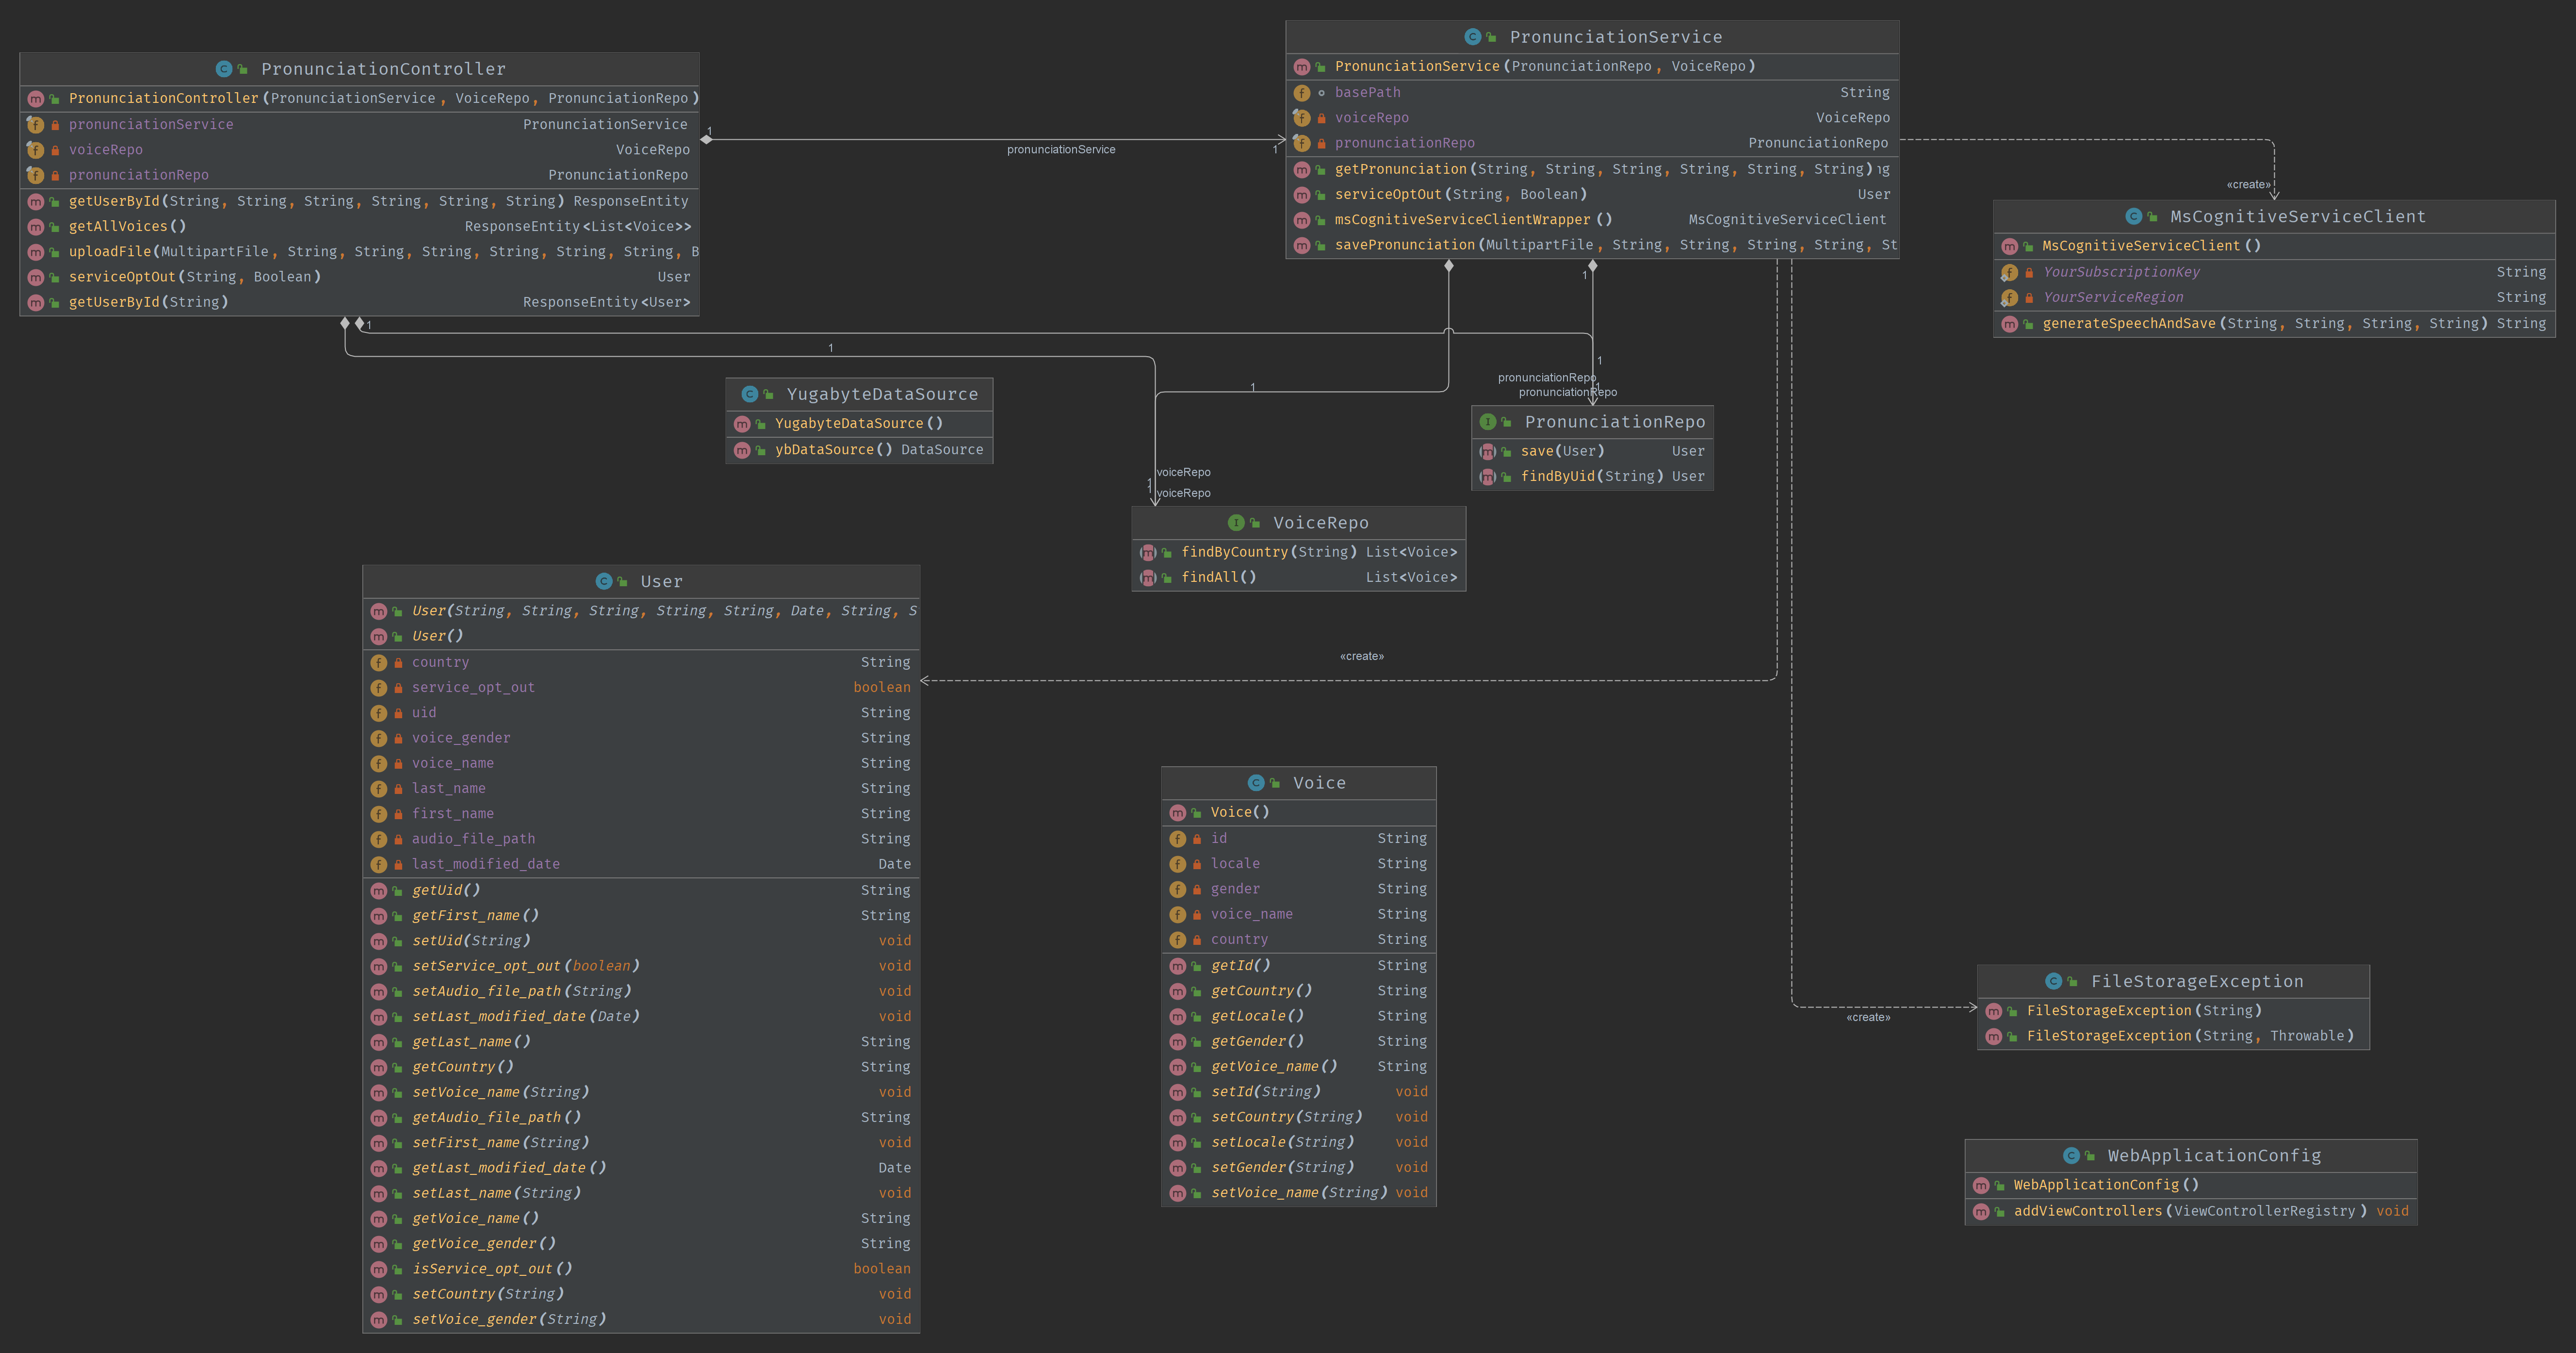 PronunciationController
PronunciationController(PronunciationService, VoiceRepo, PronunciationRepo)
pronunciationService PronunciationService
voiceRepo VoiceRepo
pronunciationRepo PronunciationRepo
getUserById(String, String, String, String, String, String) ResponseEntity
getAllVoices() ResponseEntity<List<Voice>>
uploadFile(MultipartFile, String, String, String, String, String, String, B
serviceOptOut(String, Boolean) User
getUserById(String) ResponseEntity<User>
1
pronunciationService
1
PronunciationService
PronunciationService(PronunciationRepo, VoiceRepo)
basePath String
voiceRepo VoiceRepo
pronunciationRepo PronunciationRepo
getPronunciation(String, String, String, String, String, String) ng
serviceOptOut(String, Boolean) User
msCognitiveServiceClientWrapper() MsCognitiveServiceClient
savePronunciation(MultipartFile, String, String, String, String, St
«create»
MsCognitiveServiceClient
MsCognitiveServiceClient()
YourSubscriptionKey String
YourServiceRegion String
generateSpeechAndSave(String, String, String, String) String
1
1
1
1
1
pronunciationRepo
1
pronunciationRepo
YugabyteDataSource
YugabyteDataSource()
ybDataSource() DataSource
PronunciationRepo
save(User) User
findByUid(String) User
voiceRepo
1
1
voiceRepo
VoiceRepo
findByCountry(String) List<Voice>
findAll() List<Voice>
User
User(String, String, String, String, String, Date, String, S
User()
country String
service_opt_out boolean
uid String
voice_gender String
voice_name String
last_name String
first_name String
audio_file_path String
last_modified_date Date
getUid() String
getFirst_name() String
setUid(String) void
setService_opt_out(boolean) void
setAudio_file_path(String) void
setLast_modified_date(Date) void
getLast_name() String
getCountry() String
setVoice_name(String) void
getAudio_file_path() String
setFirst_name(String) void
getLast_modified_date() Date
setLast_name(String) void
getVoice_name() String
getVoice_gender() String
isService_opt_out() boolean
setCountry(String) void
setVoice_gender(String) void
«create»
Voice
Voice()
id String
locale String
gender String
voice_name String
country String
getId() String
getCountry() String
getLocale() String
getGender() String
getVoice_name() String
setId(String) void
setCountry(String) void
setLocale(String) void
setGender(String) void
setVoice_name(String) void
«create»
FileStorageException
FileStorageException(String)
FileStorageException(String, Throwable)
WebApplicationConfig
WebApplicationConfig()
addViewControllers(ViewControllerRegistry) void